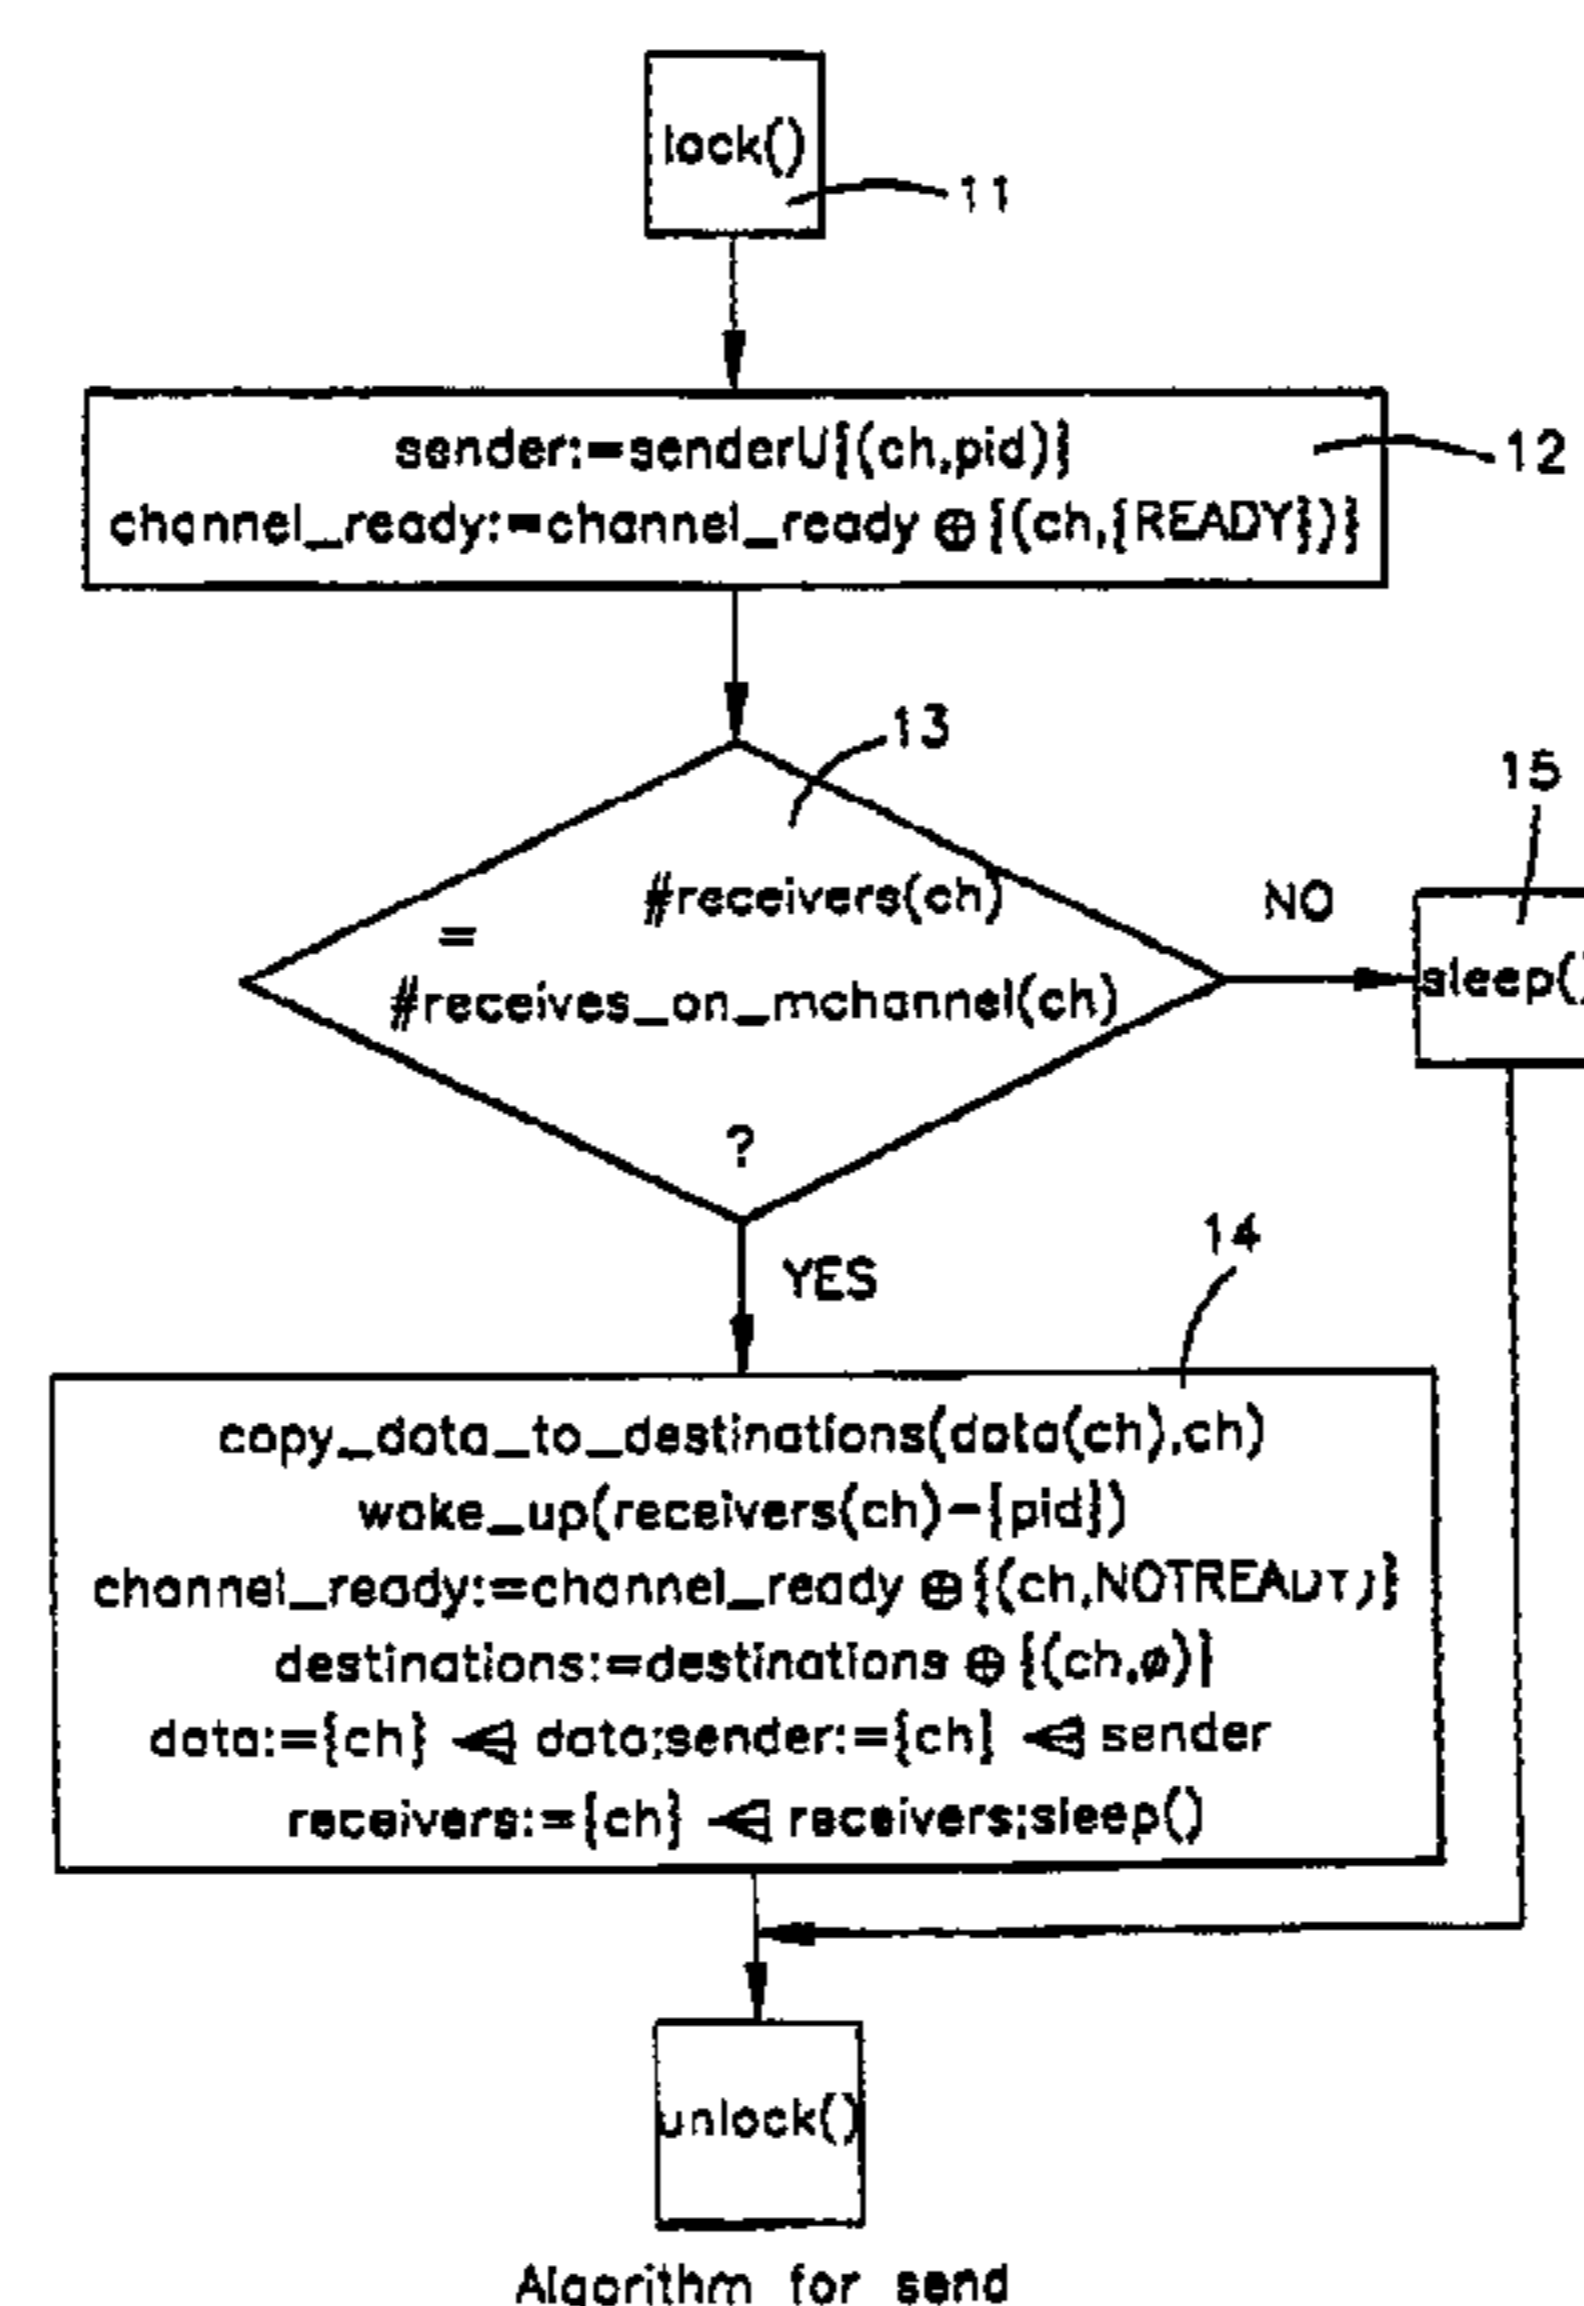 lock()
11
sender:=senderU{(ch,pid)}
12
channel_ready:=channel_ready ⊕ {(ch,{READY})}
13
15
#receivers(ch)
=
#receives_on_mchannel(ch)
?
NO
sleep()
YES
14
copy_data_to_destinations(data(ch),ch)
wake_up(receivers(ch)-{pid})
channel_ready:=channel_ready ⊕ {(ch,NOTREADY)}
destinations:=destinations ⊕ {(ch,ø)}
data:={ch} ⩤ data;sender:={ch} ⩤ sender
receivers:={ch} ⩤ receivers;sleep()
unlock()
Algorithm for send